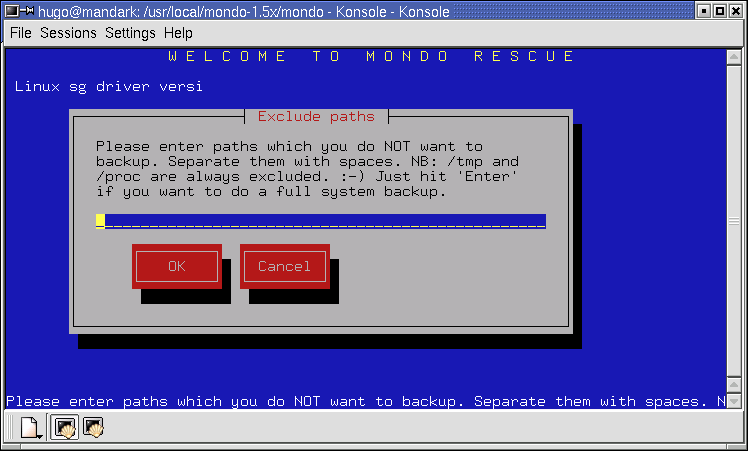 hugo@mandark: /usr/local/mondo-1.5x/mondo - Konsole - Konsole
File Sessions Settings Help
W E L C O M E   T O   M O N D O   R E S C U E
Linux sg driver versi
Exclude paths
Please enter paths which you do NOT want to
backup. Separate them with spaces. NB: /tmp and
/proc are always excluded. :-) Just hit 'Enter'
if you want to do a full system backup.
OK Cancel
Please enter paths which you do NOT want to backup. Separate them with spaces. N